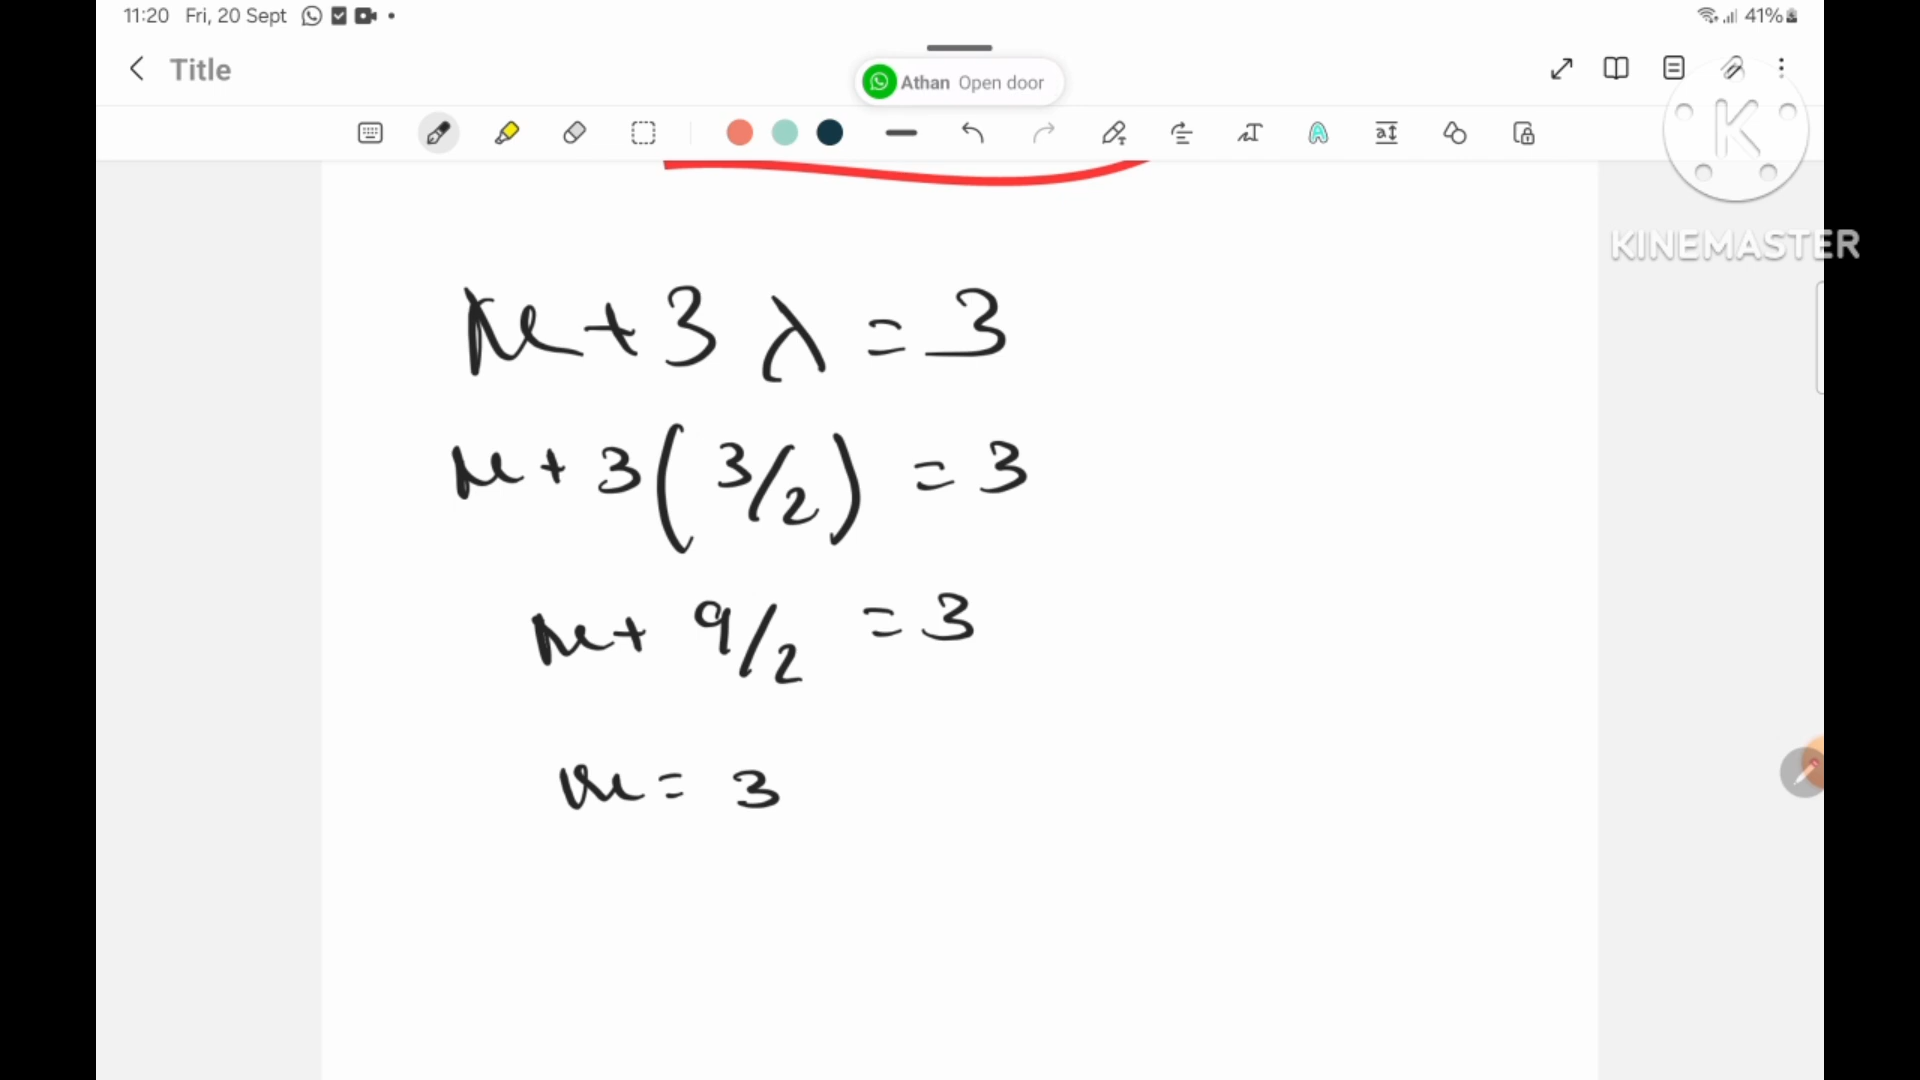 11:20 Fri, 20 Sept
41%
Title
Athan Open door
K
KINEMASTER
μ + 3 λ = 3
μ + 3 ( 3/2 ) = 3
μ + 9/2 = 3
μ = 3